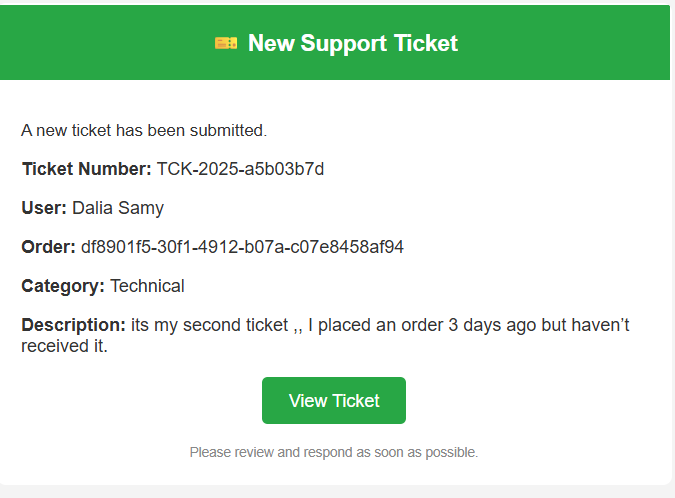 🎫 New Support Ticket
A new ticket has been submitted.
Ticket Number: TCK-2025-a5b03b7d
User: Dalia Samy
Order: df8901f5-30f1-4912-b07a-c07e8458af94
Category: Technical
Description: its my second ticket ,, I placed an order 3 days ago but haven’t
received it.
View Ticket
Please review and respond as soon as possible.